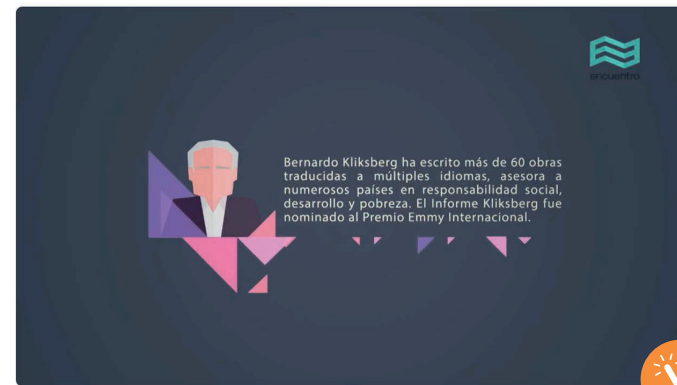 encuentro
Bernardo Kliksberg ha escrito más de 60 obras
traducidas a múltiples idiomas, asesora a
numerosos países en responsabilidad social,
desarrollo y pobreza. El Informe Kliksberg fue
nominado al Premio Emmy Internacional.